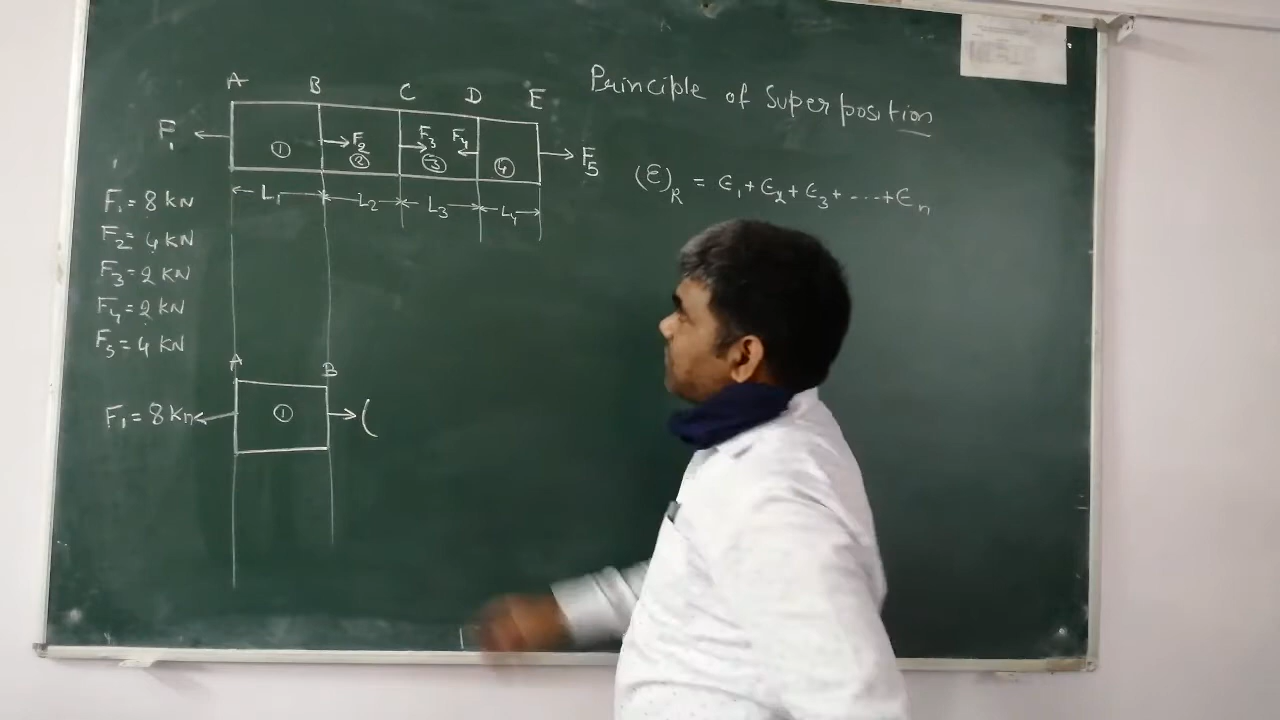 Principle of Superposition
A B C D E
F₁ ① F₂ ② F₃ ③ F₄ ④ F₅
L₁ L₂ L₃ L₄
(ε)R = ε₁ + ε₂ + ε₃ + ... + εn
F₁ = 8 KN
F₂ = 4 KN
F₃ = 2 KN
F₄ = 2 KN
F₅ = 4 KN
A B
F₁ = 8 Kn ① (